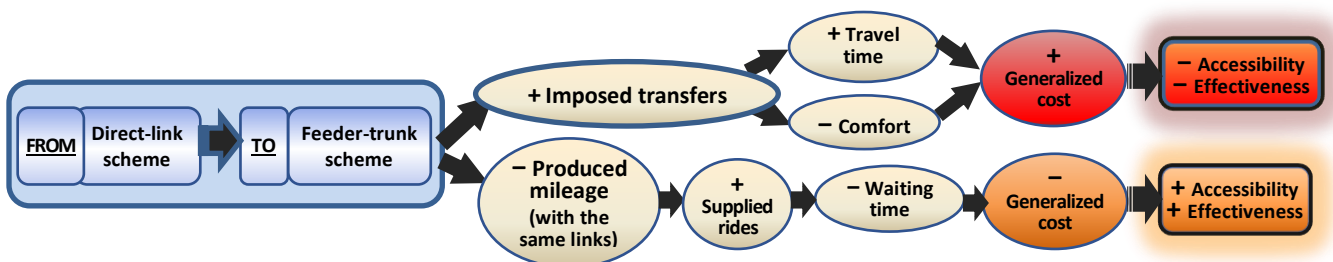 FROM
Direct-link
scheme
TO
Feeder-trunk
scheme
+ Imposed transfers
+ Travel
time
− Comfort
+
Generalized
cost
− Accessibility
− Effectiveness
− Produced
mileage
(with the
same links)
+
Supplied
rides
− Waiting
time
−
Generalized
cost
+ Accessibility
+ Effectiveness